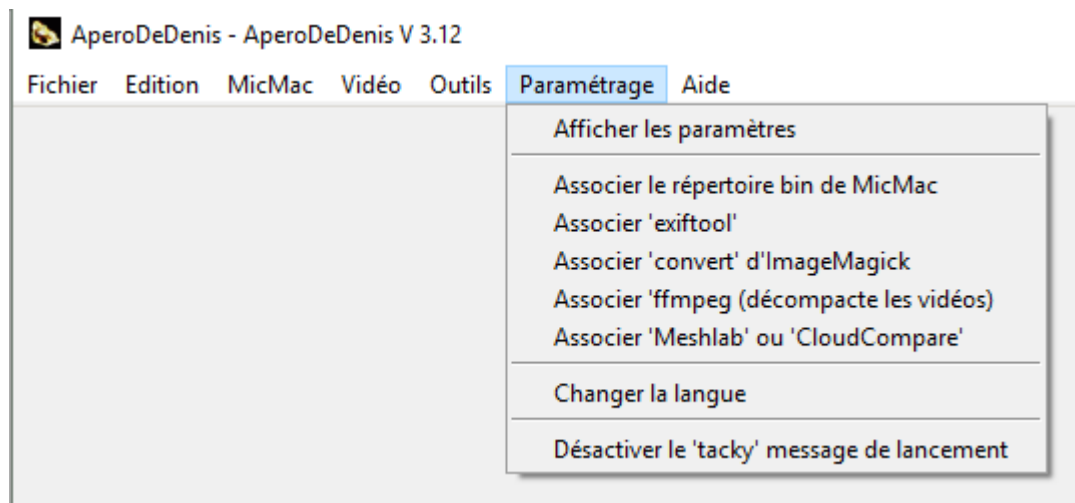 AperoDeDenis - AperoDeDenis V 3.12
Fichier Edition MicMac Vidéo Outils Paramétrage Aide
Afficher les paramètres
Associer le répertoire bin de MicMac
Associer 'exiftool'
Associer 'convert' d'ImageMagick
Associer 'ffmpeg (décompacte les vidéos)
Associer 'Meshlab' ou 'CloudCompare'
Changer la langue
Désactiver le 'tacky' message de lancement